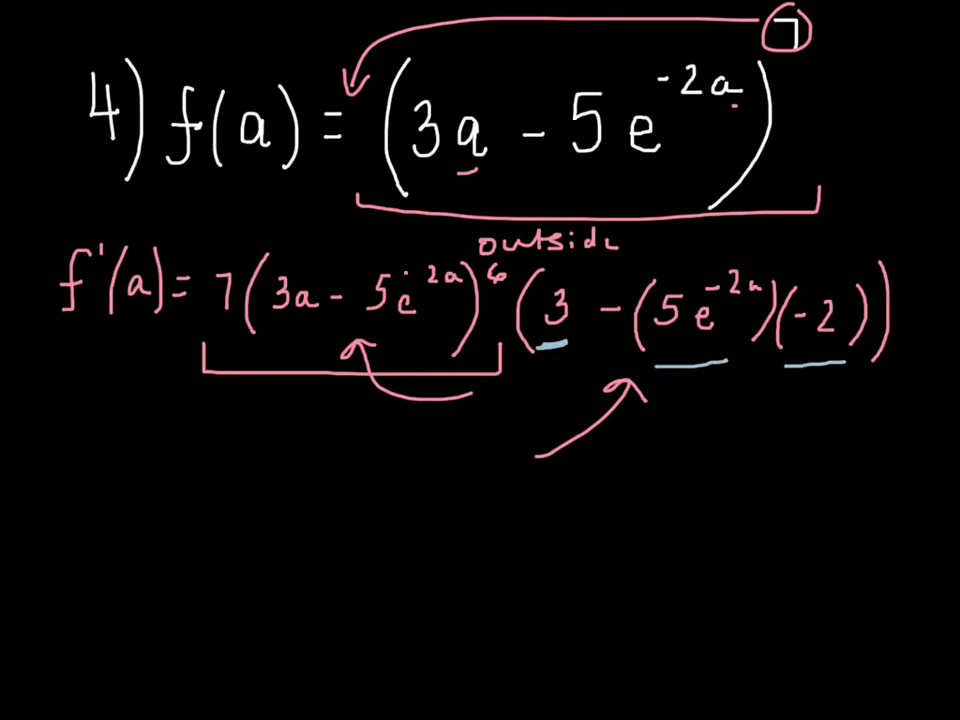 4) f(a) = (3a - 5e^{-2a})^7
outside
f'(a) = 7(3a - 5e^{-2a})^6 (3 - (5e^{-2a})(-2))